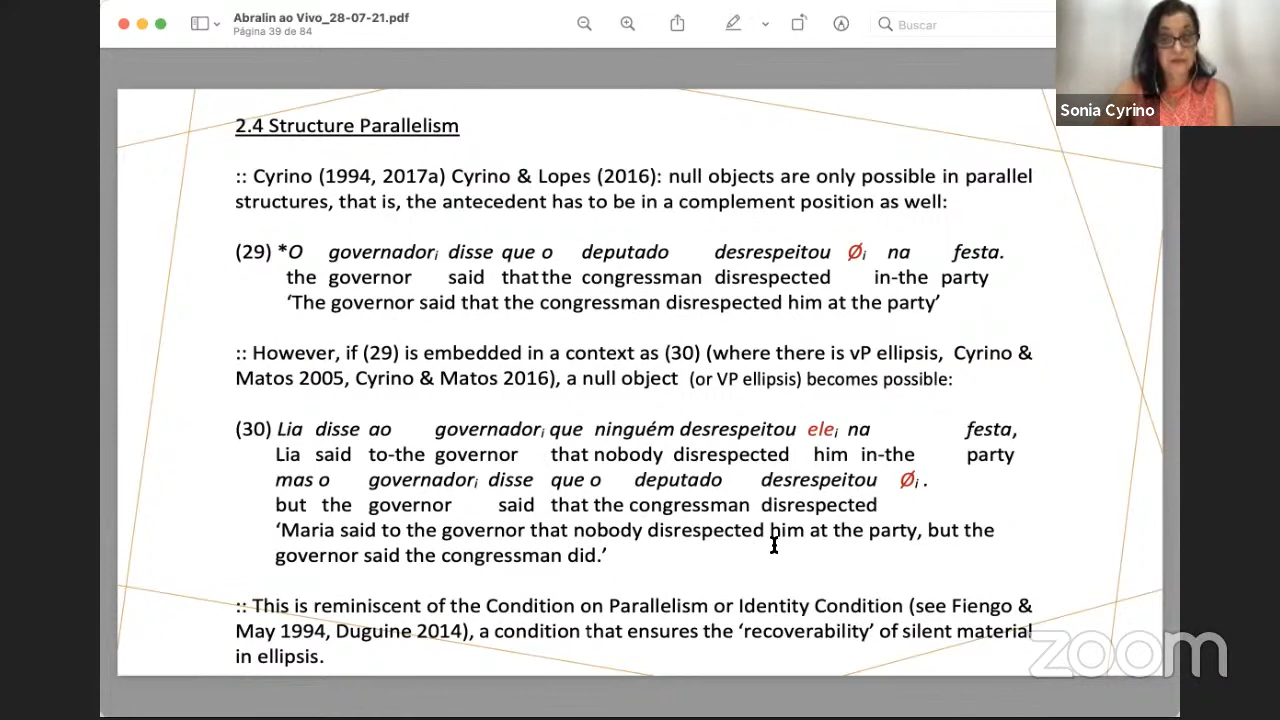 Abralin ao Vivo_28-07-21.pdf
Página 39 de 84
Buscar
Sonia Cyrino
2.4 Structure Parallelism
:: Cyrino (1994, 2017a) Cyrino & Lopes (2016): null objects are only possible in parallel
structures, that is, the antecedent has to be in a complement position as well:
(29) *O governadori disse que o deputado desrespeitou Øi na festa.
the governor said that the congressman disrespected in-the party
‘The governor said that the congressman disrespected him at the party’
:: However, if (29) is embedded in a context as (30) (where there is vP ellipsis, Cyrino &
Matos 2005, Cyrino & Matos 2016), a null object (or VP ellipsis) becomes possible:
(30) Lia disse ao governadori que ninguém desrespeitou elei na festa,
Lia said to-the governor that nobody disrespected him in-the party
mas o governadori disse que o deputado desrespeitou Øi .
but the governor said that the congressman disrespected
‘Maria said to the governor that nobody disrespected him at the party, but the
governor said the congressman did.’
:: This is reminiscent of the Condition on Parallelism or Identity Condition (see Fiengo &
May 1994, Duguine 2014), a condition that ensures the ‘recoverability’ of silent material
in ellipsis.
zoom